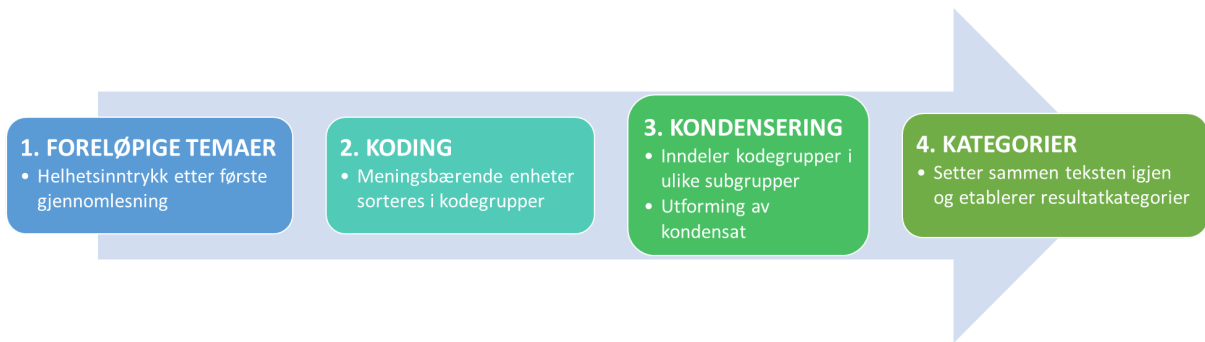 1. FORELØPIGE TEMAER
• Helhetsinntrykk etter første
gjennomlesning
2. KODING
• Meningsbærende enheter
sorteres i kodegrupper
3. KONDENSERING
• Inndeler kodegrupper i
ulike subgrupper
• Utforming av
kondensat
4. KATEGORIER
• Setter sammen teksten igjen
og etablerer resultatkategorier